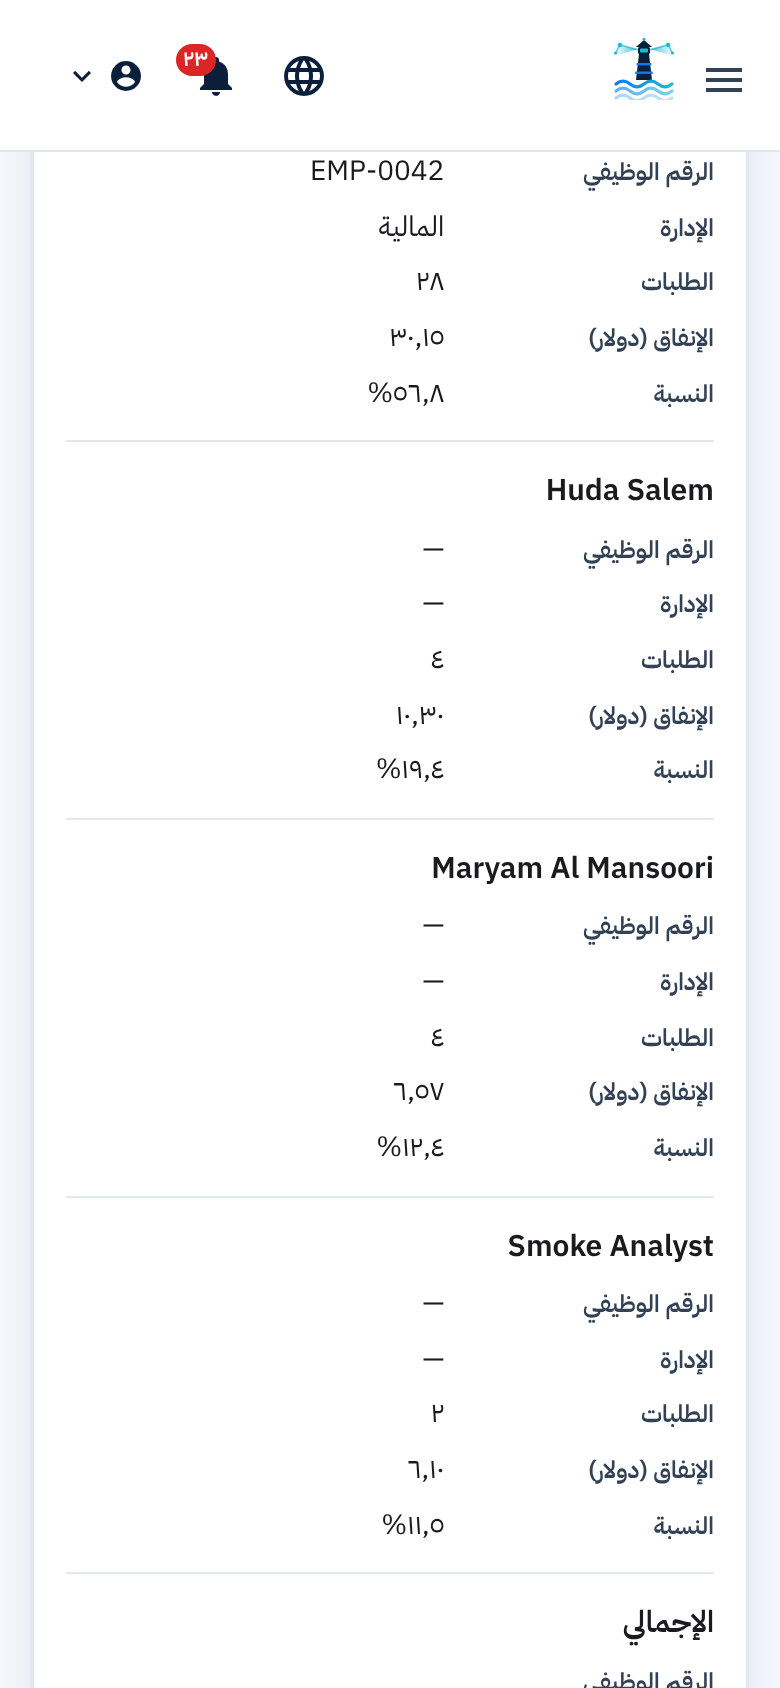 ٢٣
الرقم الوظيفي EMP-0042
الإدارة المالية
الطلبات ٢٨
الإنفاق (دولار) ٣٠,١٥
النسبة ٥٦,٨%
Huda Salem
الرقم الوظيفي —
الإدارة —
الطلبات ٤
الإنفاق (دولار) ١٠,٣٠
النسبة ١٩,٤%
Maryam Al Mansoori
الرقم الوظيفي —
الإدارة —
الطلبات ٤
الإنفاق (دولار) ٦,٥٧
النسبة ١٢,٤%
Smoke Analyst
الرقم الوظيفي —
الإدارة —
الطلبات ٢
الإنفاق (دولار) ٦,١٠
النسبة ١١,٥%
الإجمالي
الرقم الوظيفي